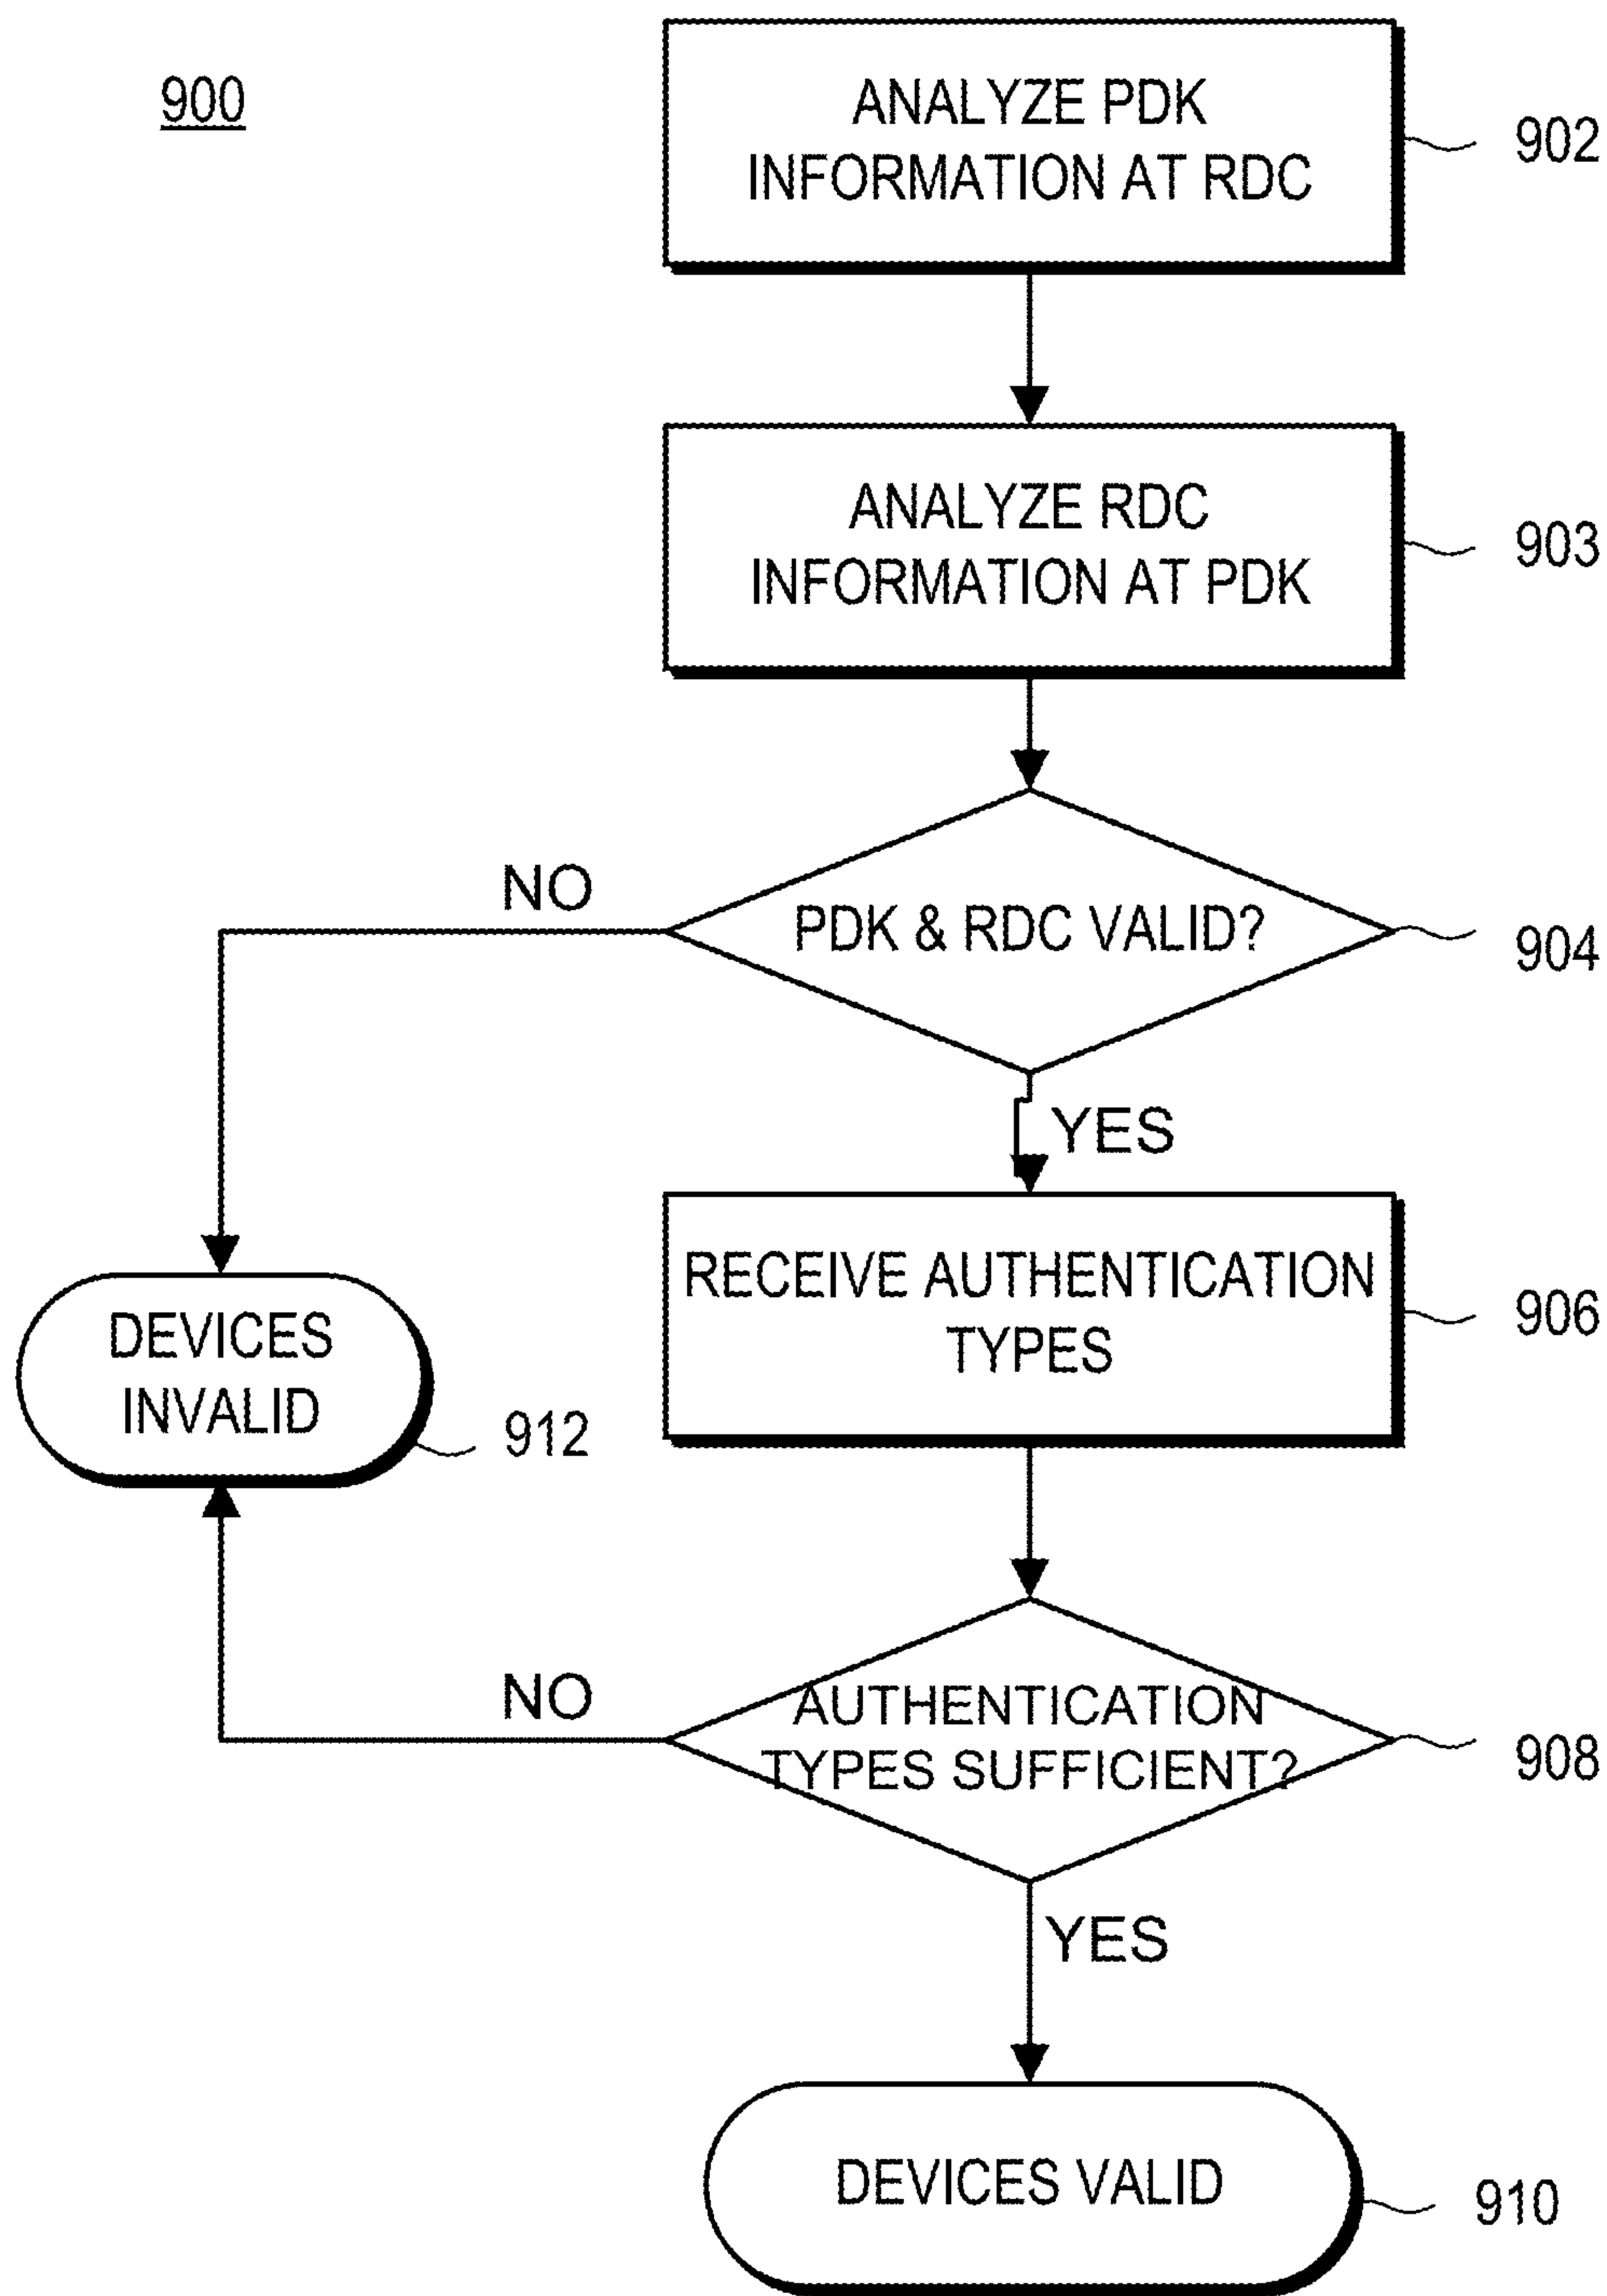 900
ANALYZE PDK
INFORMATION AT RDC
902
ANALYZE RDC
INFORMATION AT PDK
903
NO
PDK & RDC VALID?
904
YES
RECEIVE AUTHENTICATION
TYPES
906
DEVICES
INVALID
912
NO
AUTHENTICATION
TYPES SUFFICIENT?
908
YES
DEVICES VALID
910